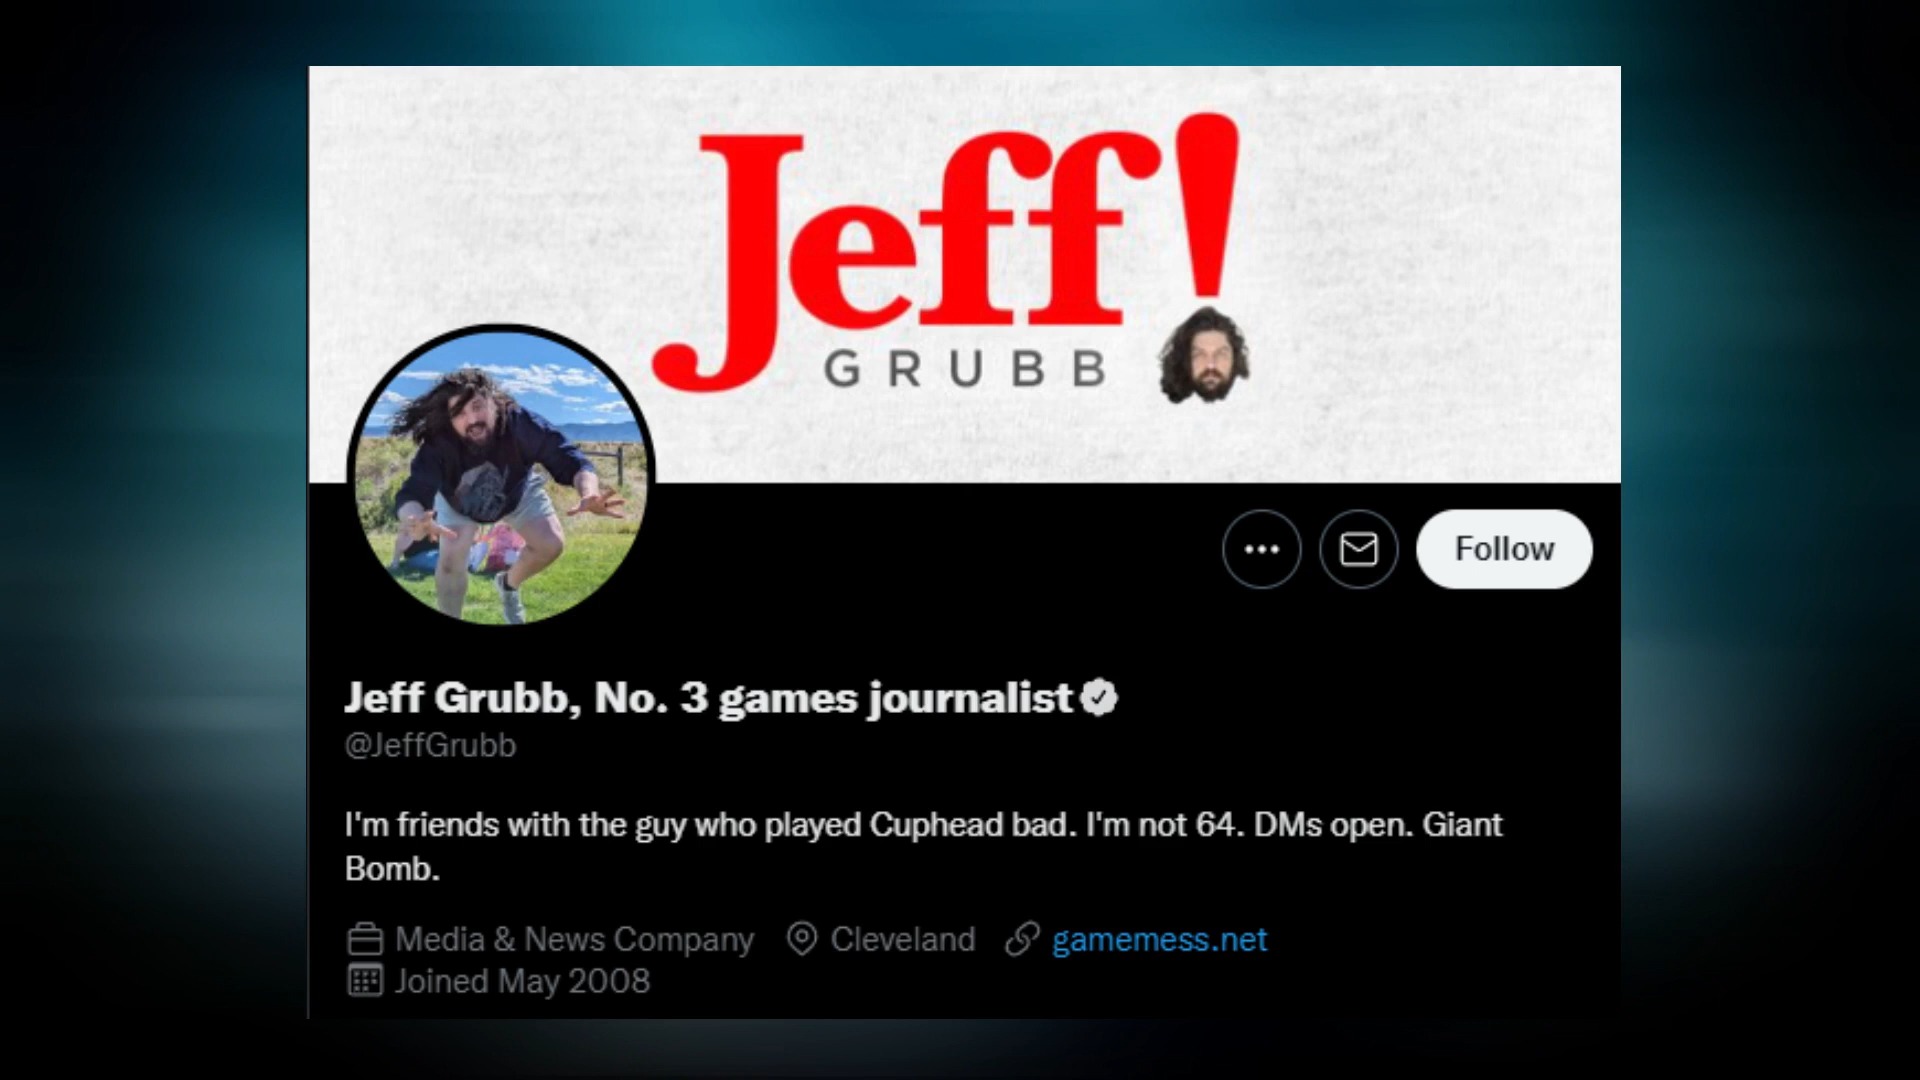 Jeff!
GRUBB
Follow
Jeff Grubb, No. 3 games journalist
@JeffGrubb
I'm friends with the guy who played Cuphead bad. I'm not 64. DMs open. Giant
Bomb.
Media & News Company Cleveland gamemess.net
Joined May 2008